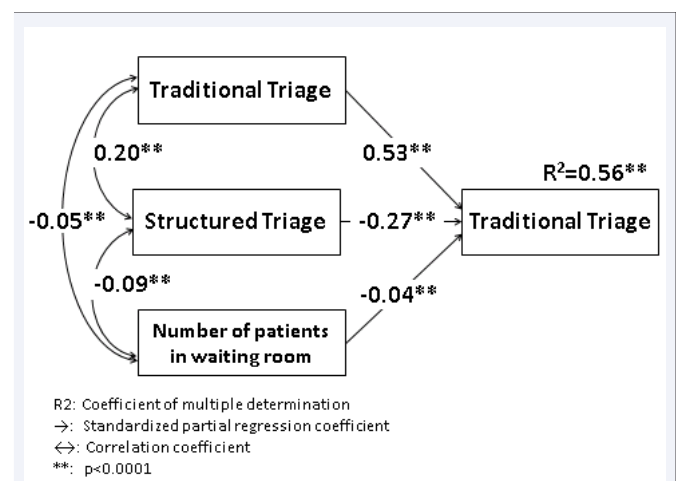 Traditional Triage
0.20**
0.53**
R²=0.56**
-0.05**
Structured Triage
-0.27**
Traditional Triage
-0.09**
-0.04**
Number of patients
in waiting room
R2: Coefficient of multiple determination
→: Standardized partial regression coefficient
↔: Correlation coefficient
**: p<0.0001